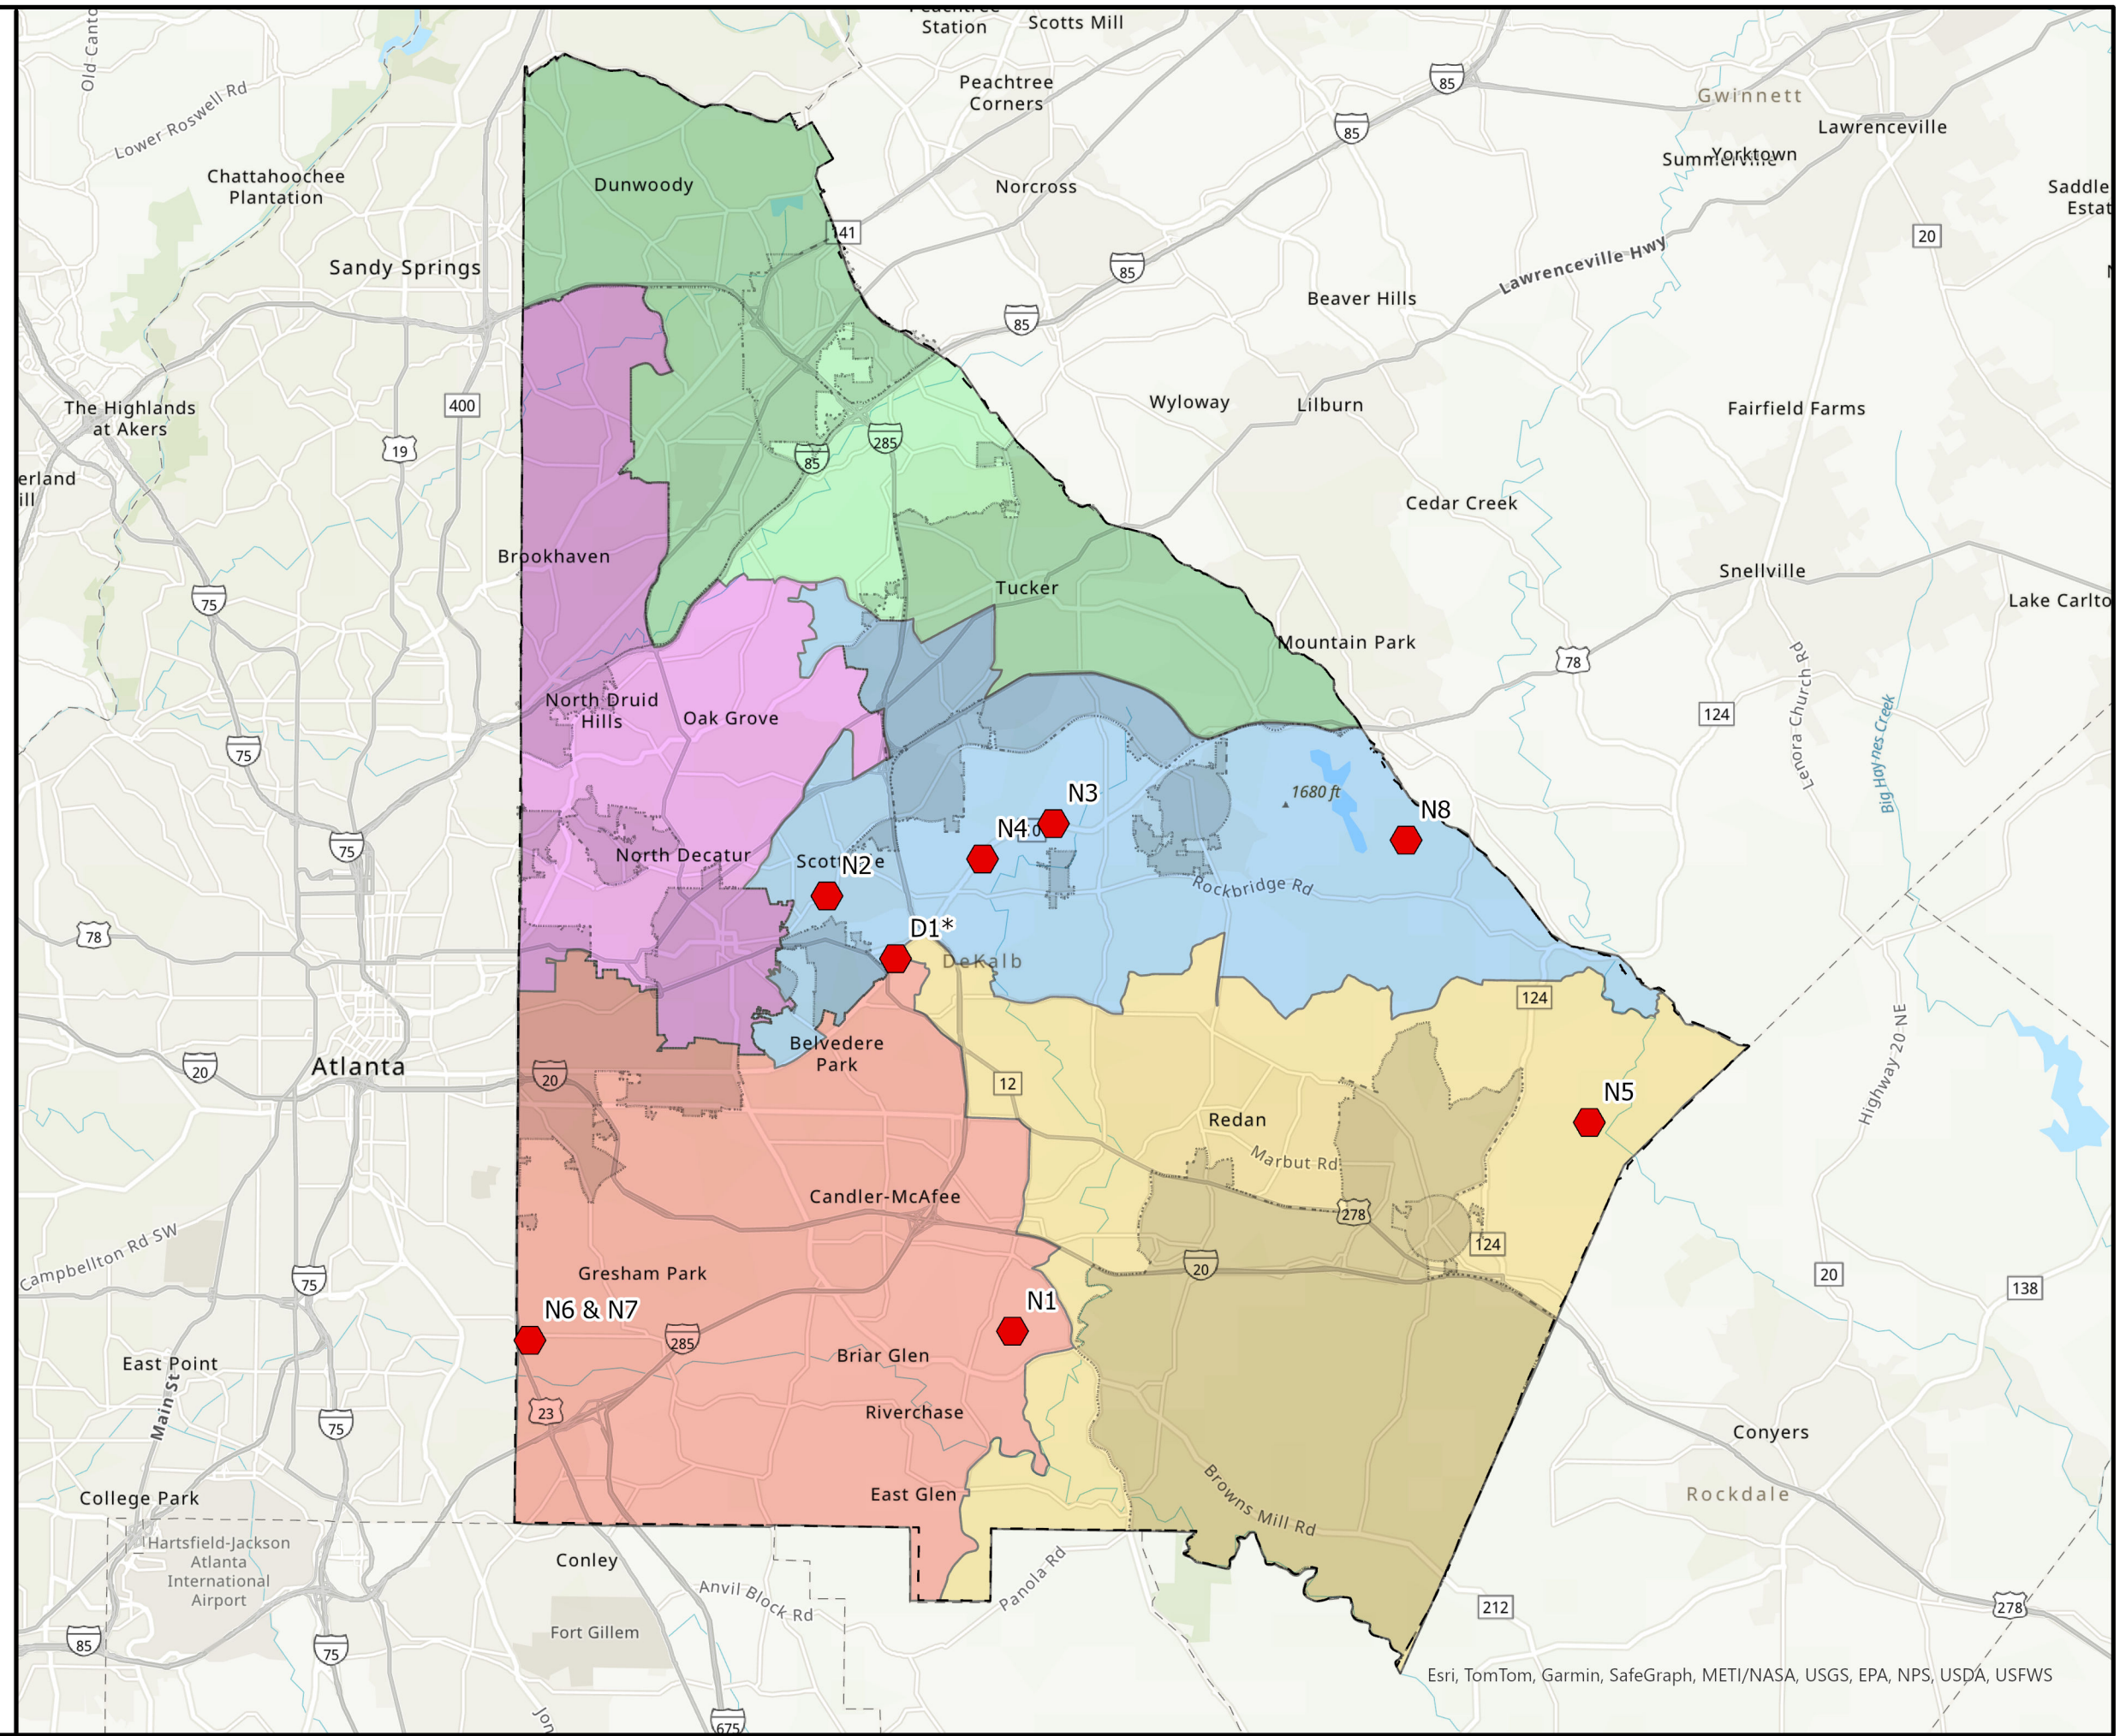 Peachtree
Station
Scotts Mill
Old Canto
Lower Roswell Rd
Peachtree
Corners
85
Gwinnett
Lawrenceville
85
Summerville
Yorktown
Chattahoochee
Plantation
Dunwoody
Norcross
Saddle
Estat
141
20
Sandy Springs
85
Lawrenceville Hwy
Beaver Hills
85
The Highlands
at Akers
400
Wyloway
Lilburn
Fairfield Farms
19
285
85
erland
ill
Cedar Creek
Brookhaven
Tucker
Snellville
75
Lake Carlto
Mountain Park
78
Lenora Church Rd
North Druid
Hills
Oak Grove
124
Big Haynes Creek
75
N3
1680 ft
N8
N4
75
North Decatur
N2
Rockbridge Rd
D1*
78
DeKalb
124
Highway 20 NE
Belvedere
Park
Atlanta
20
20
12
N5
Redan
Marbut Rd
Candler-McAfee
278
Campbellton Rd SW
124
Gresham Park
75
20
20
138
N6 & N7
N1
285
East Point
Main St
Briar Glen
23
Riverchase
75
Conyers
College Park
East Glen
Browns Mill Rd
Rockdale
Hartsfield-Jackson
Atlanta
International
Airport
Conley
Anvil Block Rd
Panola Rd
212
278
Fort Gillem
85
75
Esri, TomTom, Garmin, SafeGraph, METI/NASA, USGS, EPA, NPS, USDA, USFWS
Jon
675